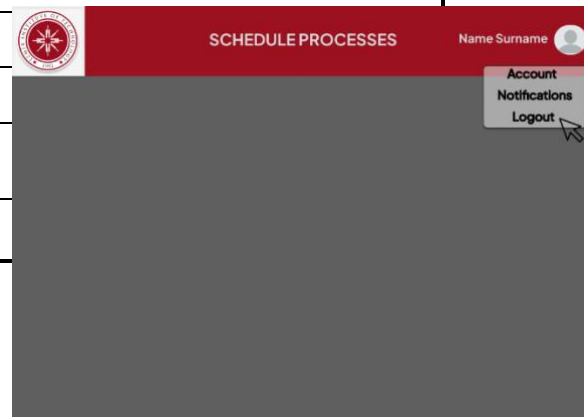 SCHEDULE PROCESSES
Name Surname
Account
Notifications
Logout